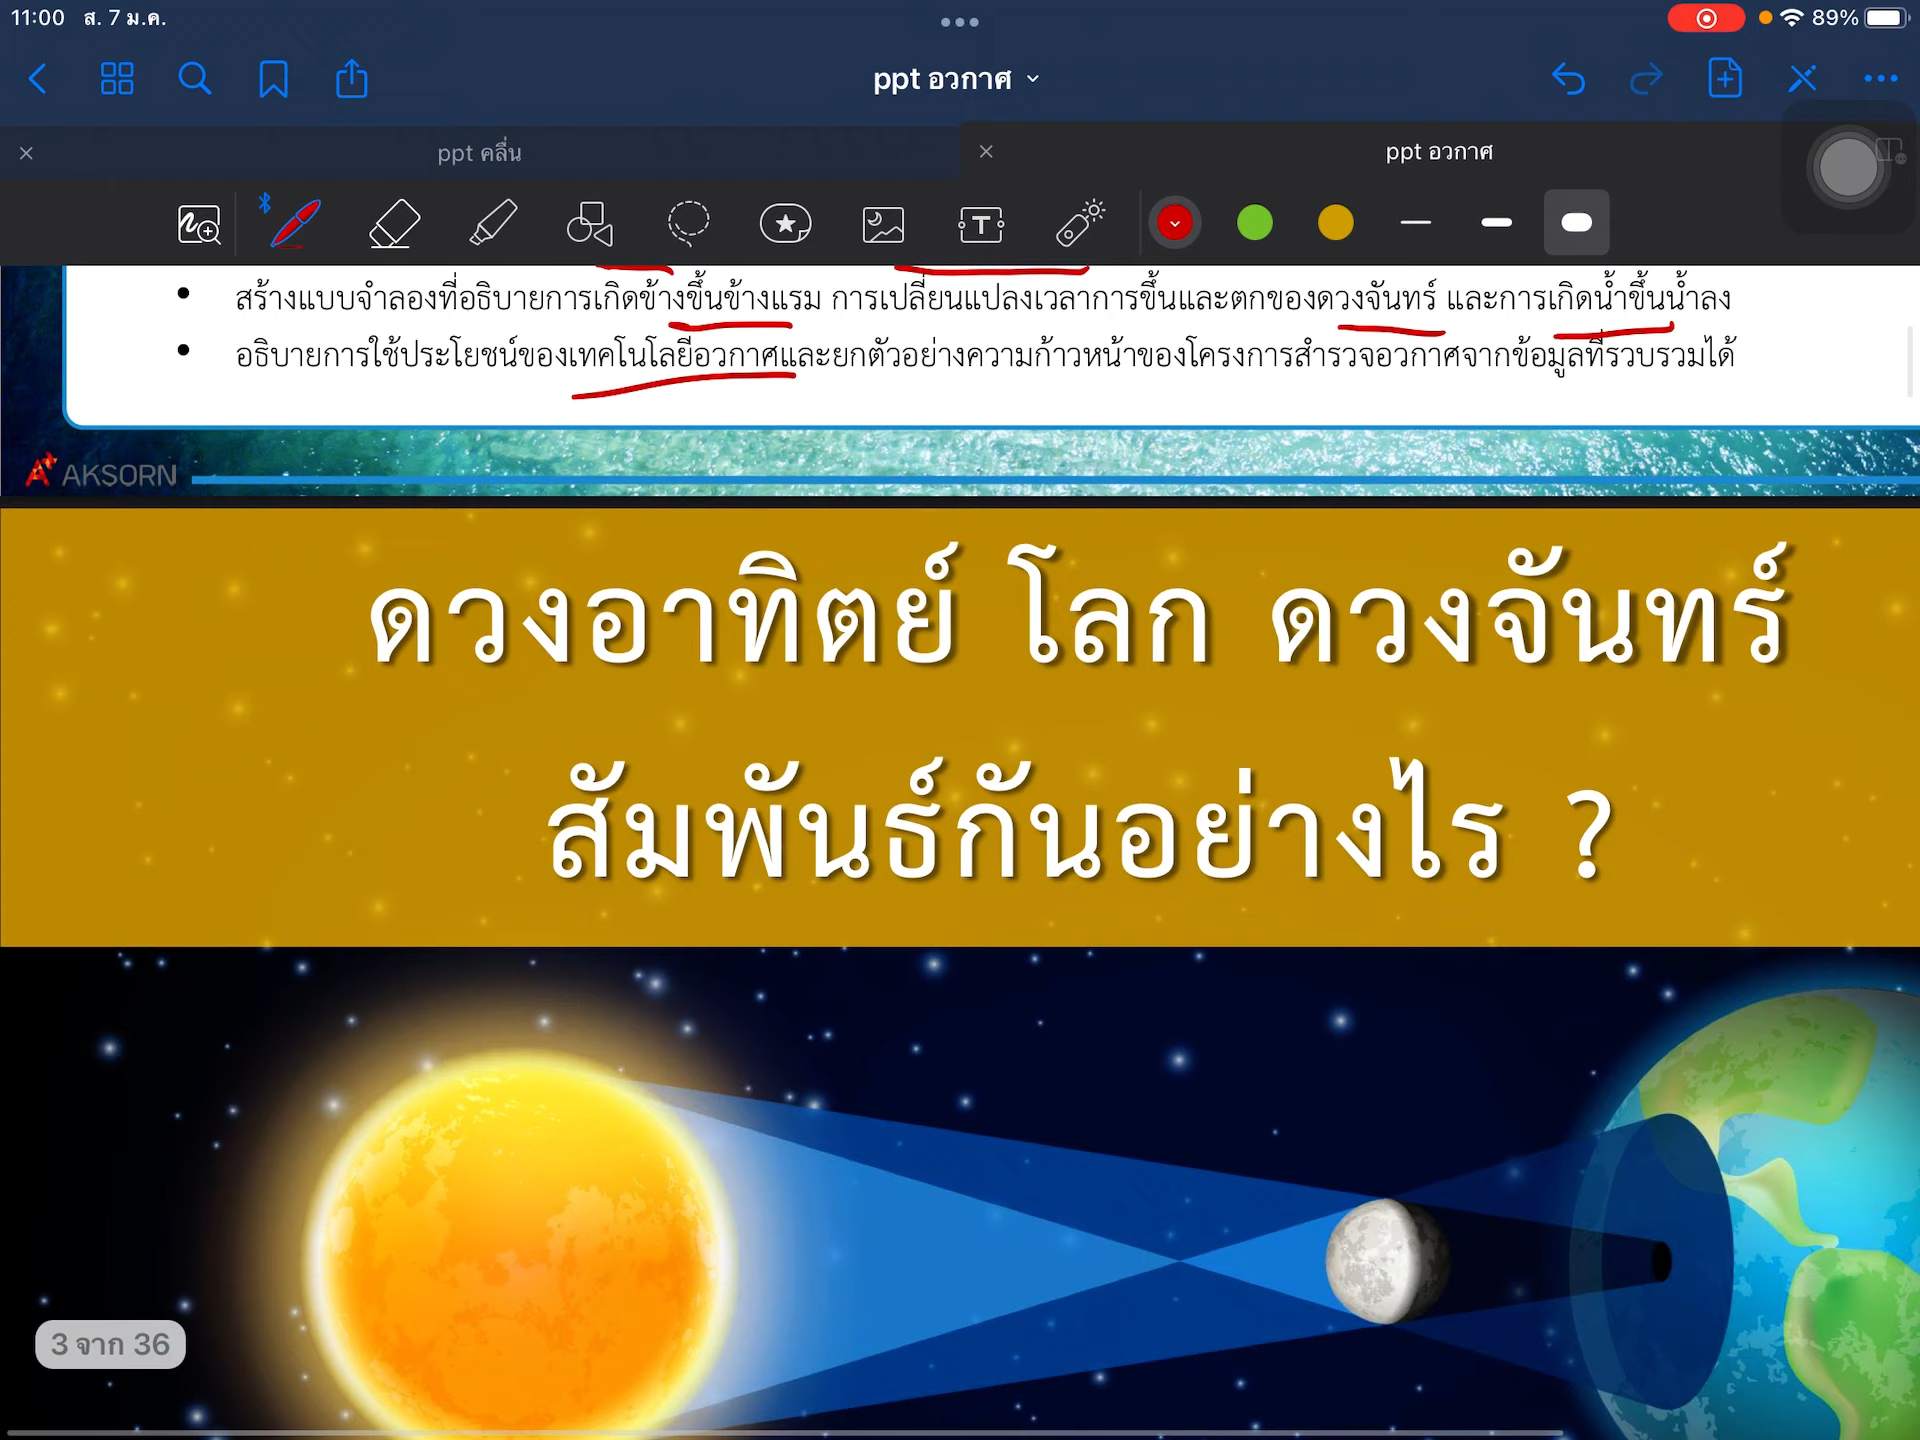 11:00 ส. 7 ม.ค. 89%
ppt อวกาศ
ppt คลื่น ppt อวกาศ
• สร้างแบบจำลองที่อธิบายการเกิดข้างขึ้นข้างแรม การเปลี่ยนแปลงเวลาการขึ้นและตกของดวงจันทร์ และการเกิดน้ำขึ้นน้ำลง
• อธิบายการใช้ประโยชน์ของเทคโนโลยีอวกาศและยกตัวอย่างความก้าวหน้าของโครงการสำรวจอวกาศจากข้อมูลที่รวบรวมได้
AKSORN
ดวงอาทิตย์ โลก ดวงจันทร์
สัมพันธ์กันอย่างไร ?
3 จาก 36